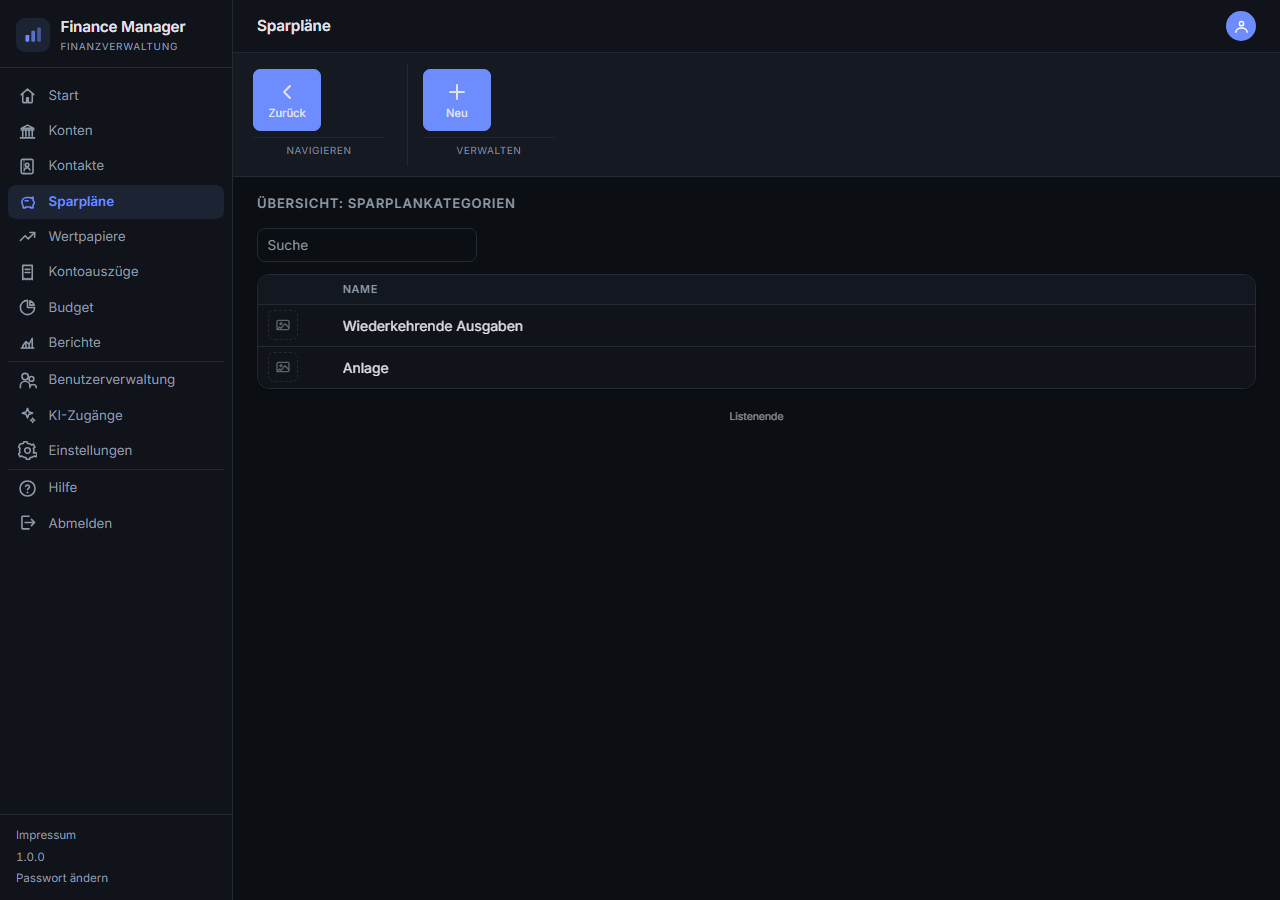 Finance Manager
FINANZVERWALTUNG
Start
Konten
Kontakte
Sparpläne
Wertpapiere
Kontoauszüge
Budget
Berichte
Benutzerverwaltung
KI-Zugänge
Einstellungen
Hilfe
Abmelden
Impressum
1.0.0
Passwort ändern
Sparpläne
Zurück
NAVIGIEREN
Neu
VERWALTEN
ÜBERSICHT: SPARPLANKATEGORIEN
Suche
NAME
Wiederkehrende Ausgaben
Anlage
Listenende